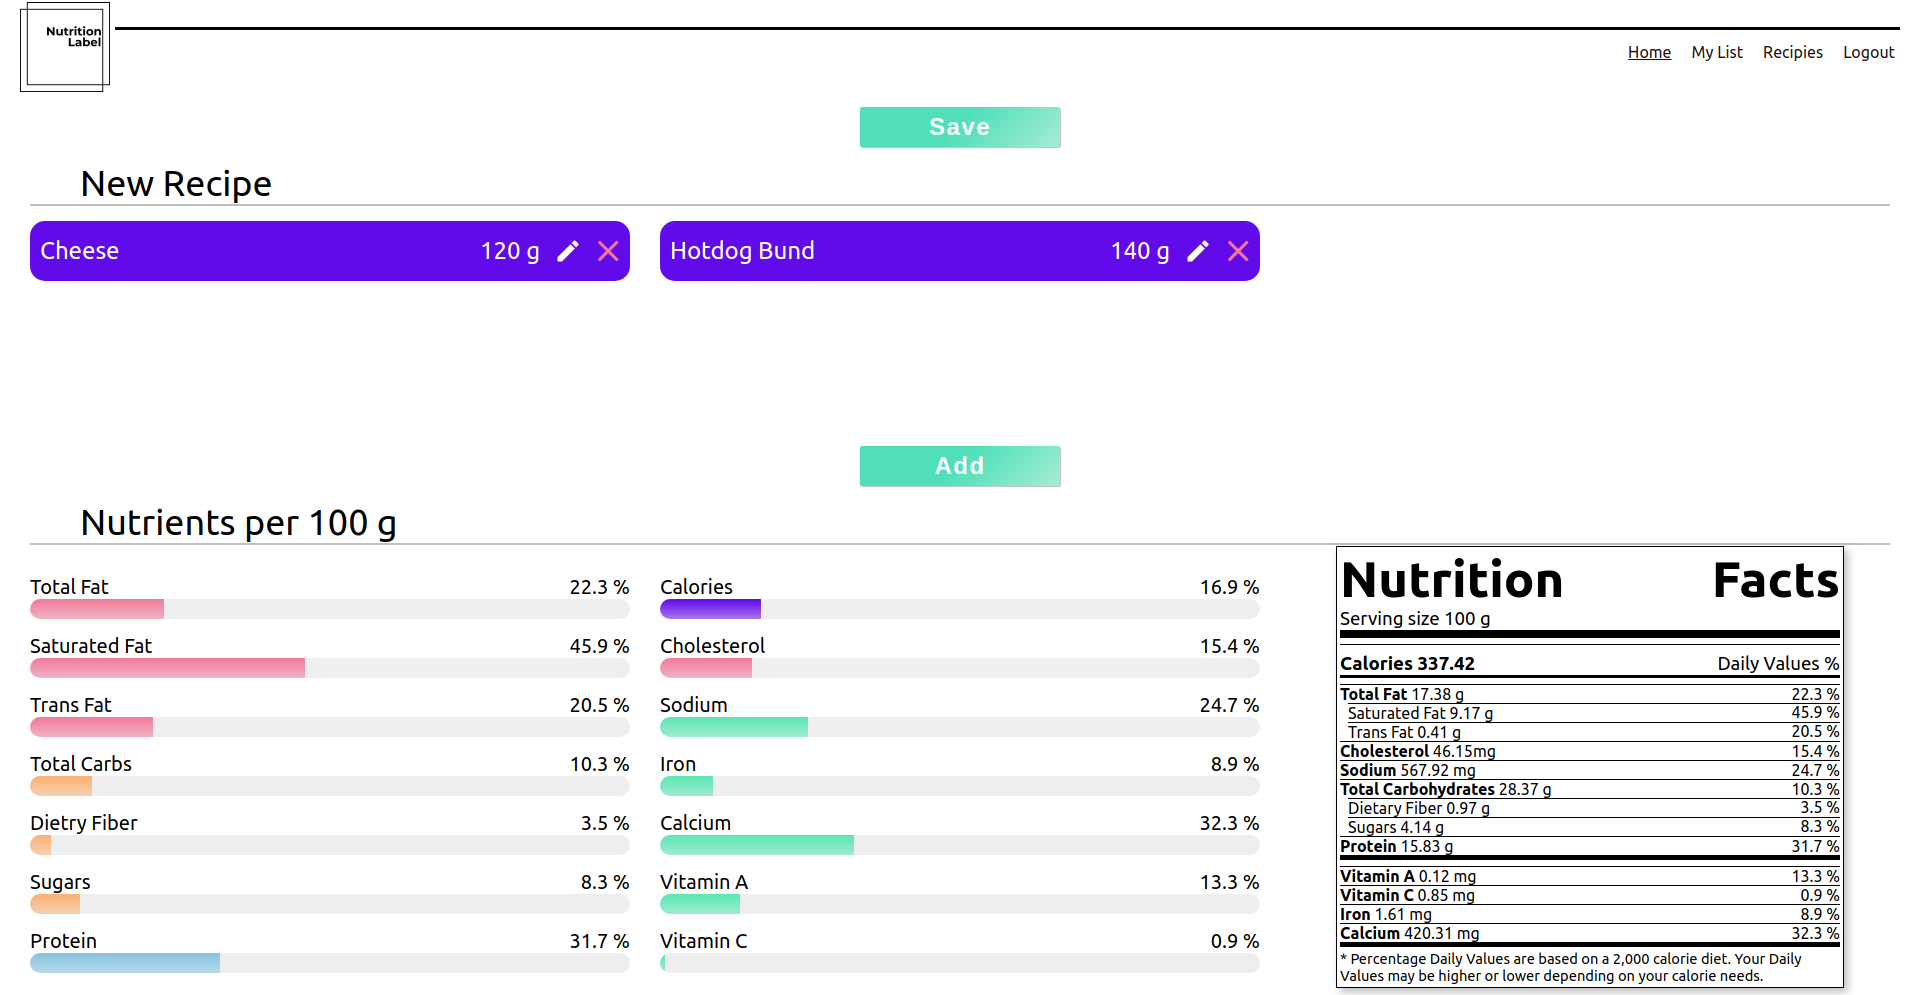 Nutrition
Label
Home My List Recipies Logout
Save
New Recipe
Cheese 120 g
Hotdog Bund 140 g
Add
Nutrients per 100 g
Total Fat 22.3 %
Saturated Fat 45.9 %
Trans Fat 20.5 %
Total Carbs 10.3 %
Dietry Fiber 3.5 %
Sugars 8.3 %
Protein 31.7 %
Calories 16.9 %
Cholesterol 15.4 %
Sodium 24.7 %
Iron 8.9 %
Calcium 32.3 %
Vitamin A 13.3 %
Vitamin C 0.9 %
Nutrition Facts
Serving size 100 g
Calories 337.42 Daily Values %
Total Fat 17.38 g 22.3 %
Saturated Fat 9.17 g 45.9 %
Trans Fat 0.41 g 20.5 %
Cholesterol 46.15mg 15.4 %
Sodium 567.92 mg 24.7 %
Total Carbohydrates 28.37 g 10.3 %
Dietary Fiber 0.97 g 3.5 %
Sugars 4.14 g 8.3 %
Protein 15.83 g 31.7 %
Vitamin A 0.12 mg 13.3 %
Vitamin C 0.85 mg 0.9 %
Iron 1.61 mg 8.9 %
Calcium 420.31 mg 32.3 %
* Percentage Daily Values are based on a 2,000 calorie diet. Your Daily
Values may be higher or lower depending on your calorie needs.